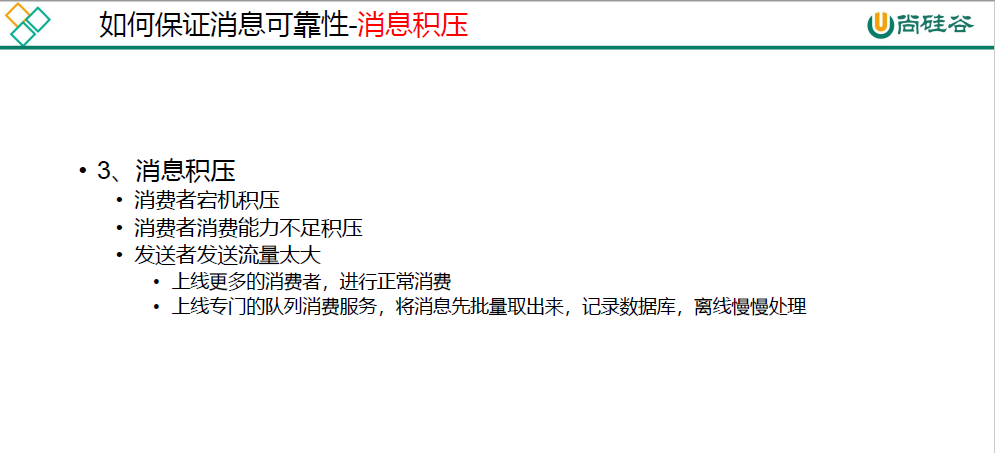 如何保证消息可靠性-消息积压
尚硅谷
• 3、消息积压
• 消费者宕机积压
• 消费者消费能力不足积压
• 发送者发送流量太大
• 上线更多的消费者，进行正常消费
• 上线专门的队列消费服务，将消息先批量取出来，记录数据库，离线慢慢处理